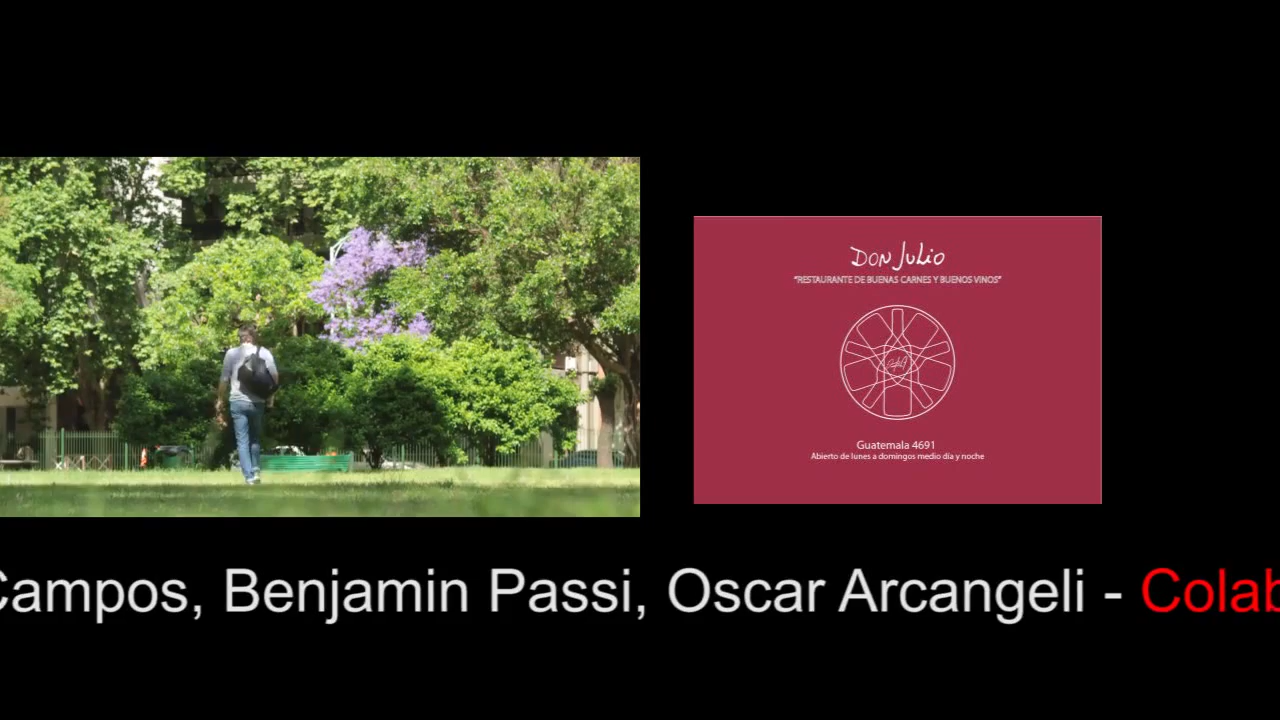 DON JULIO
"RESTAURANTE DE BUENAS CARNES Y BUENOS VINOS"
Guatemala 4691
Abierto de lunes a domingos medio día y noche
Campos, Benjamin Passi, Oscar Arcangeli - Colab